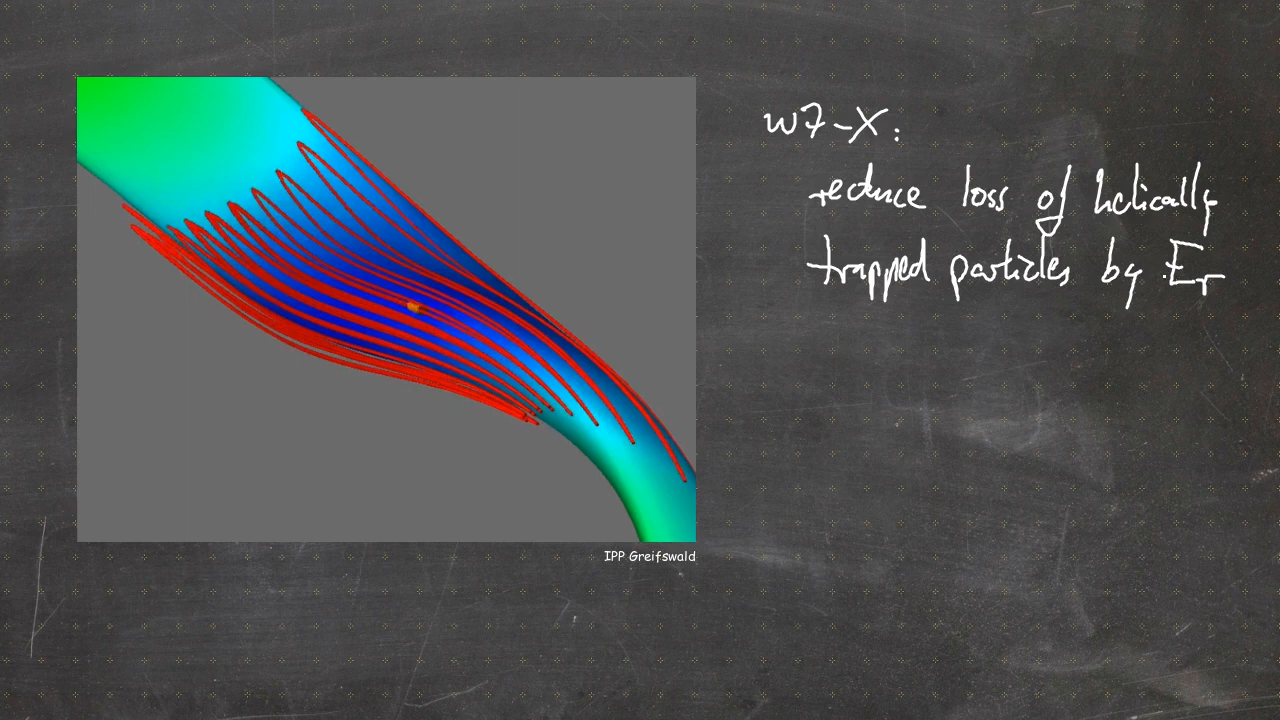 W7-X:
reduce loss of helically
trapped particles by Er
IPP Greifswald